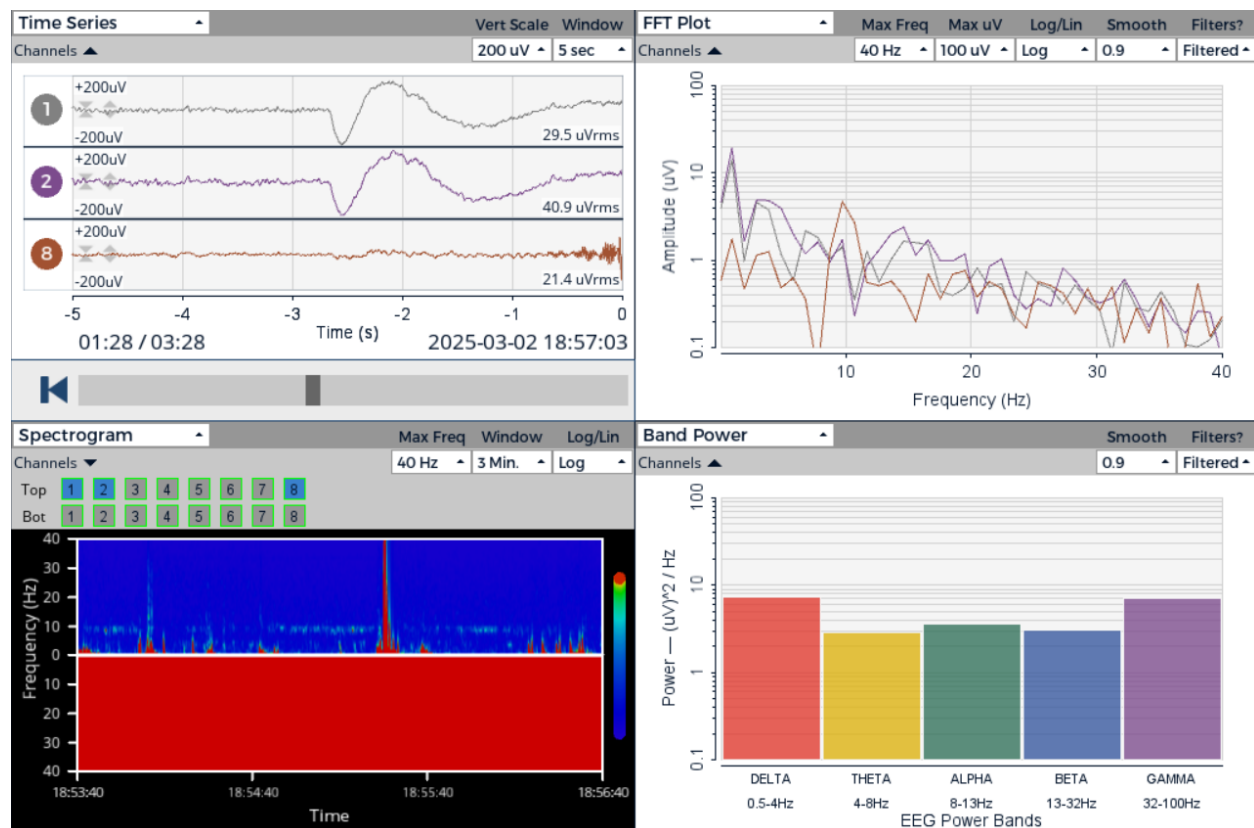 Time Series
Vert Scale Window
Channels
200 uV 5 sec
1
+200uV
-200uV
29.5 uVrms
2
+200uV
-200uV
40.9 uVrms
8
+200uV
-200uV
21.4 uVrms
-5 -4 -3 -2 -1 0
Time (s)
01:28 / 03:28
2025-03-02 18:57:03
FFT Plot
Max Freq Max uV Log/Lin Smooth Filters?
Channels
40 Hz 100 uV Log 0.9 Filtered
100
10
1
0.1
Amplitude (uV)
10 20 30 40
Frequency (Hz)
Spectrogram
Max Freq Window Log/Lin
Channels
40 Hz 3 Min. Log
Top 1 2 3 4 5 6 7 8
Bot 1 2 3 4 5 6 7 8
40
30
20
10
0
10
20
30
40
Frequency (Hz)
18:53:40 18:54:40 18:55:40 18:56:40
Time
Band Power
Smooth Filters?
Channels
0.9 Filtered
100
10
1
0.1
Power — (uV)^2 / Hz
DELTA THETA ALPHA BETA GAMMA
0.5-4Hz 4-8Hz 8-13Hz 13-32Hz 32-100Hz
EEG Power Bands